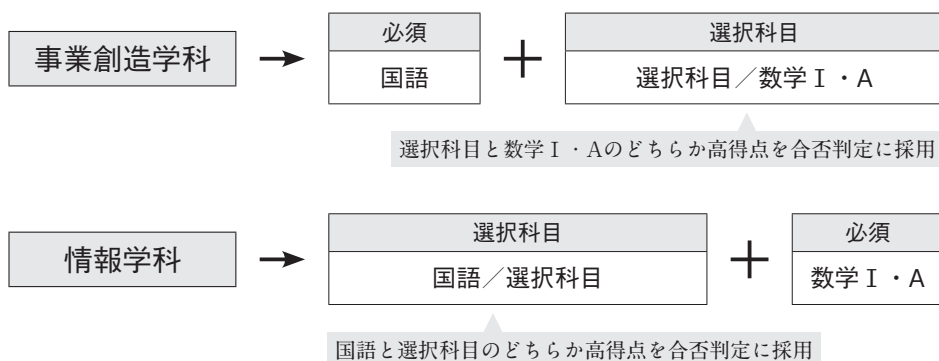 事業創造学科
必須
国語
+
選択科目
選択科目/数学Ⅰ・A
選択科目と数学Ⅰ・Aのどちらか高得点を合否判定に採用
情報学科
選択科目
国語/選択科目
+
必須
数学Ⅰ・A
国語と選択科目のどちらか高得点を合否判定に採用